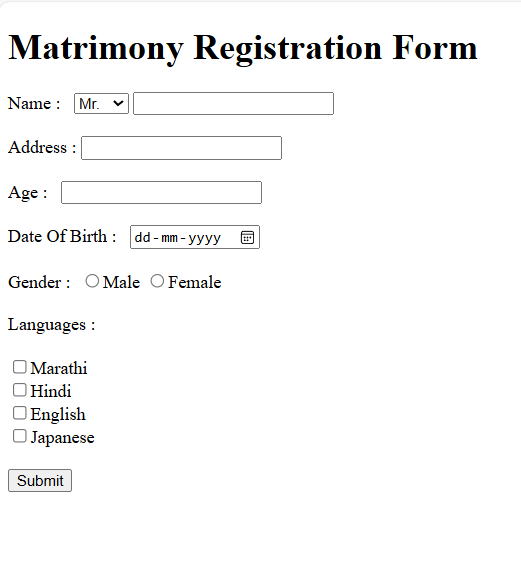 Matrimony Registration Form
Name : Mr.
Address :
Age :
Date Of Birth : dd-mm-yyyy
Gender : Male Female
Languages :
Marathi
Hindi
English
Japanese
Submit